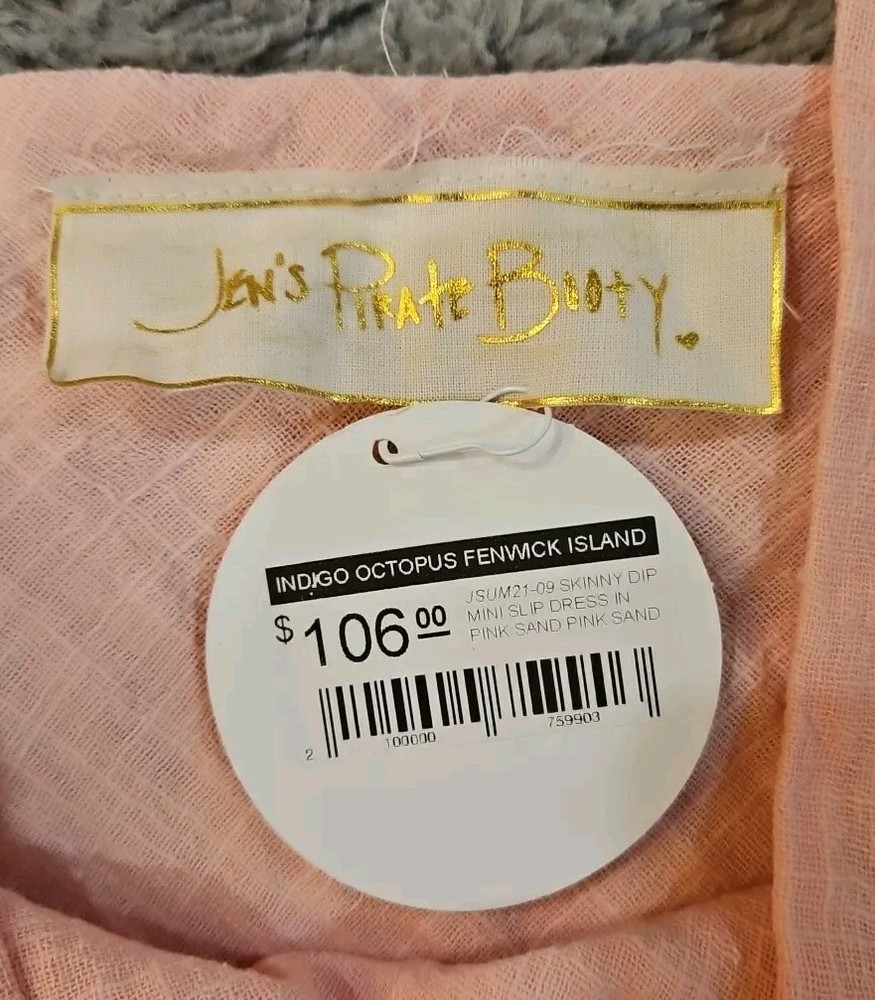 JEN'S PIRATE BOOTY.
INDIGO OCTOPUS FENWICK ISLAND
$106.00
JSUM21-09 SKINNY DIP
MINI SLIP DRESS IN
PINK SAND PINK SAND
2 100000 759903